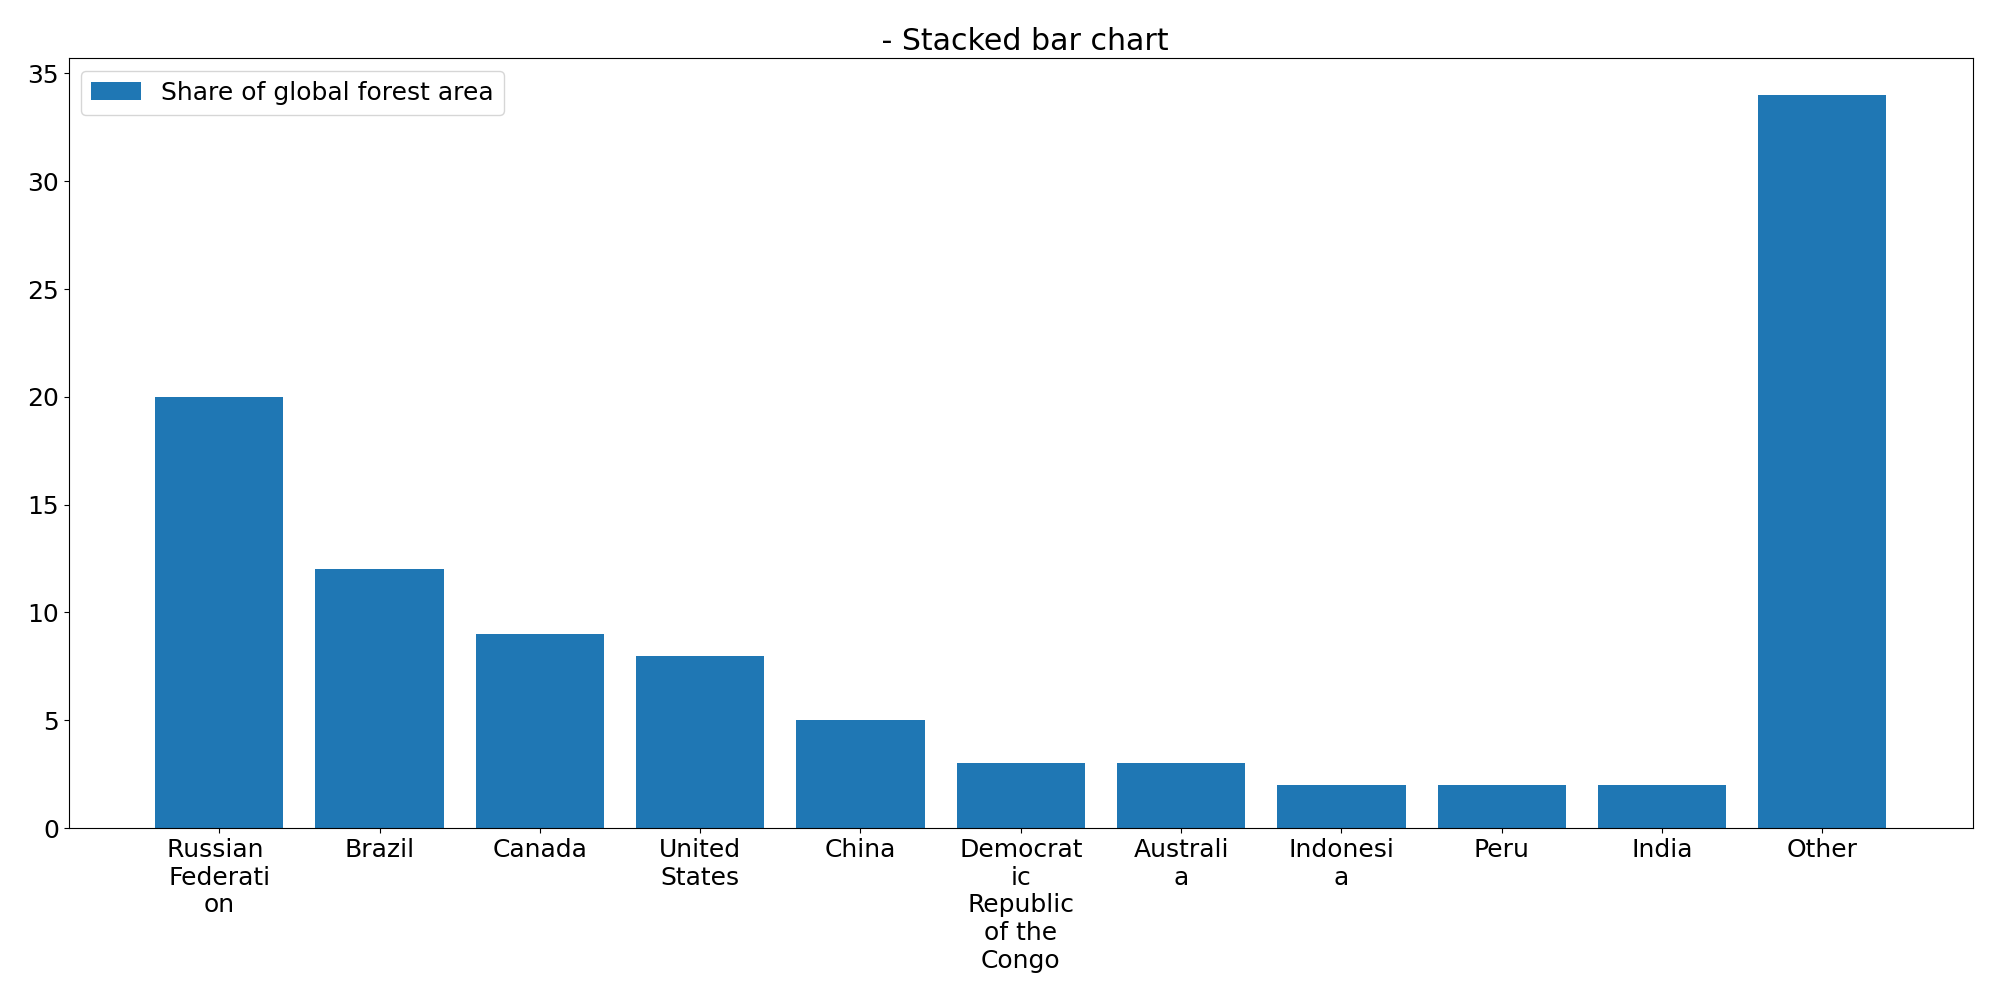 - Stacked bar chart
35
30
25
20
15
10
5
0
Share of global forest area
Russian
Federati
on
Brazil
Canada
United
States
China
Democrat
ic
Republic
of the
Congo
Australi
a
Indonesi
a
Peru
India
Other